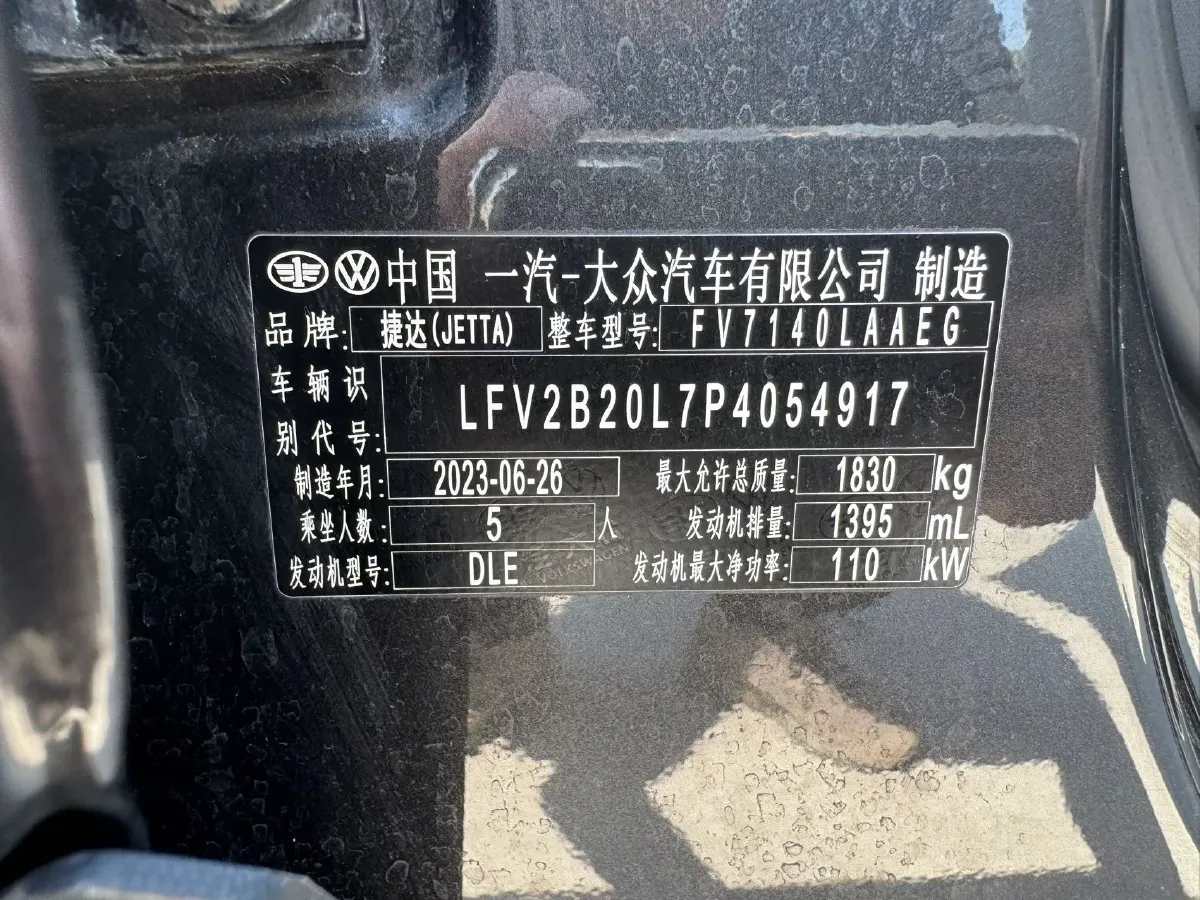 中国 一汽-大众汽车有限公司 制造
品牌: 捷达(JETTA) 整车型号: FV7140LAAEG
车辆识别代号: LFV2B20L7P4054917
制造年月: 2023-06-26 最大允许总质量: 1830 kg
乘坐人数: 5 人 发动机排量: 1395 mL
发动机型号: DLE 发动机最大净功率: 110 kW
VOLKSWAGEN